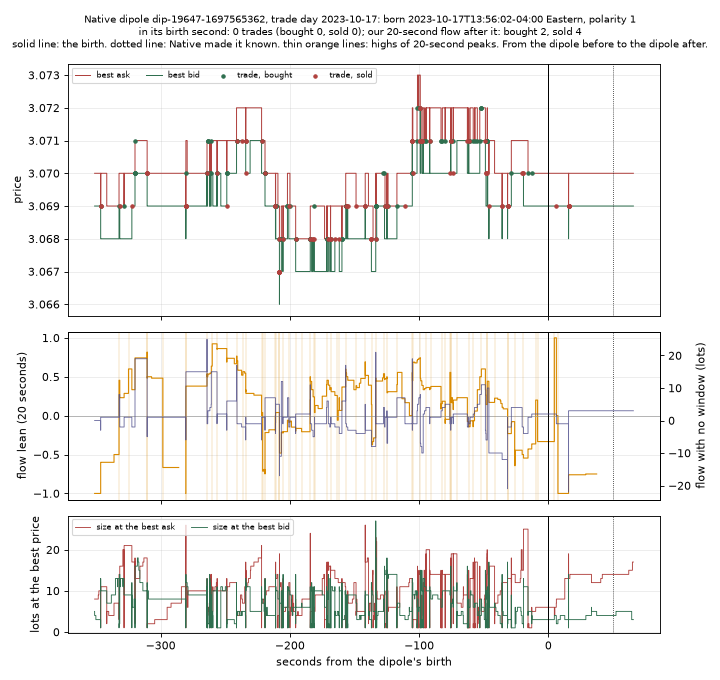 Native dipole dip-19647-1697565362, trade day 2023-10-17: born 2023-10-17T13:56:02-04:00 Eastern, polarity 1
in its birth second: 0 trades (bought 0, sold 0); our 20-second flow after it: bought 2, sold 4
solid line: the birth. dotted line: Native made it known. thin orange lines: highs of 20-second peaks. From the dipole before to the dipole after.
best ask
best bid
trade, bought
trade, sold
3.073
3.072
3.071
3.070
3.069
3.068
3.067
3.066
price
1.0
0.5
0.0
−0.5
−1.0
flow lean (20 seconds)
20
10
0
−10
−20
flow with no window (lots)
size at the best ask
size at the best bid
20
10
0
lots at the best price
−300
−200
−100
0
seconds from the dipole's birth